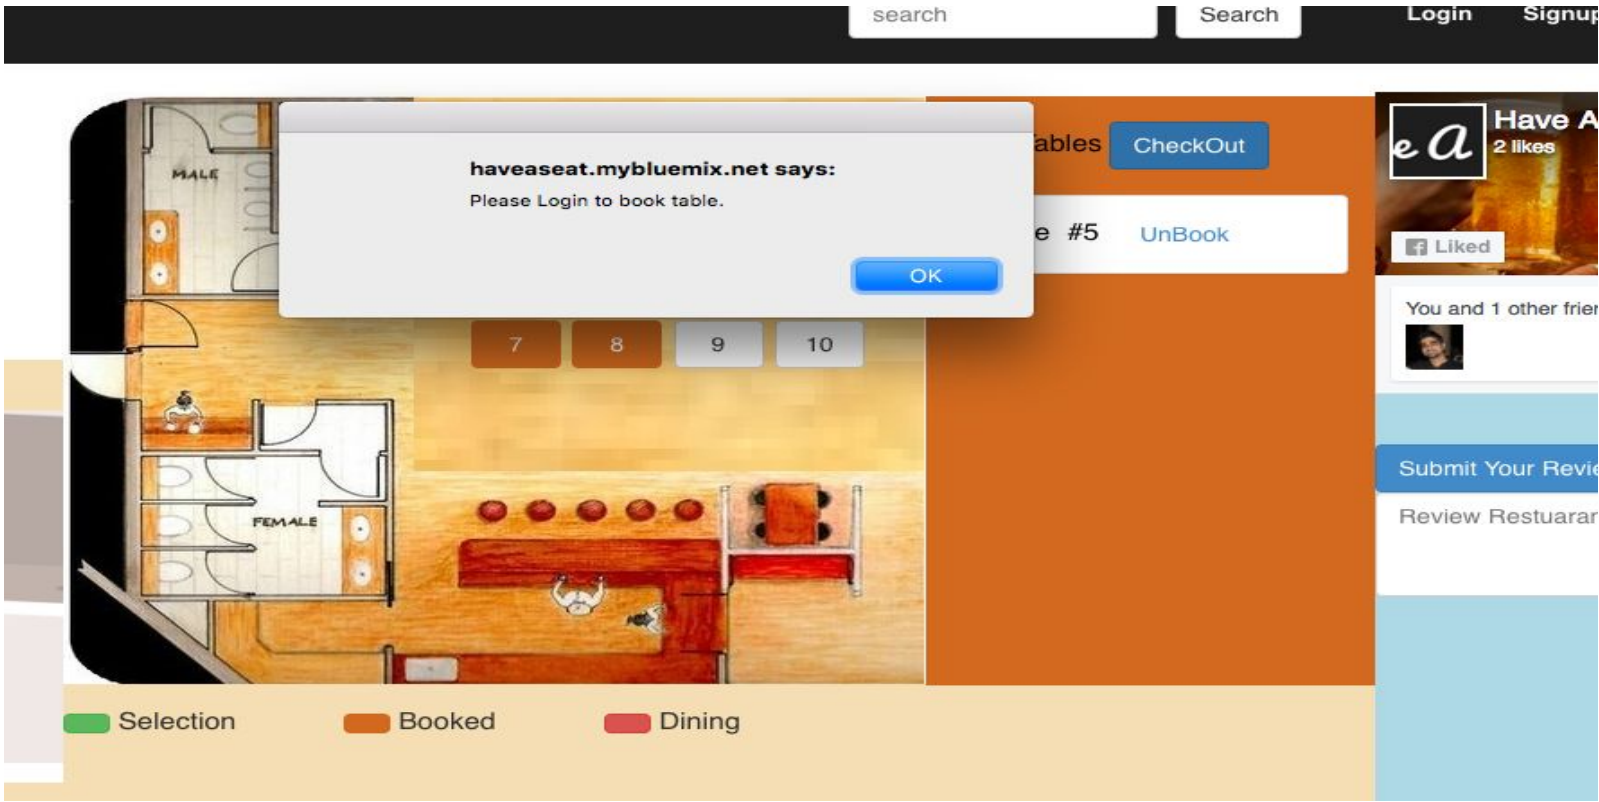 search
Search
Login
Signup
MALE
haveaseat.mybluemix.net says:
Please Login to book table.
OK
ables
CheckOut
e #5
UnBook
e A
Have A
2 likes
Liked
You and 1 other frien
7
8
9
10
FEMALE
Submit Your Revie
Review Restuaran
Selection
Booked
Dining